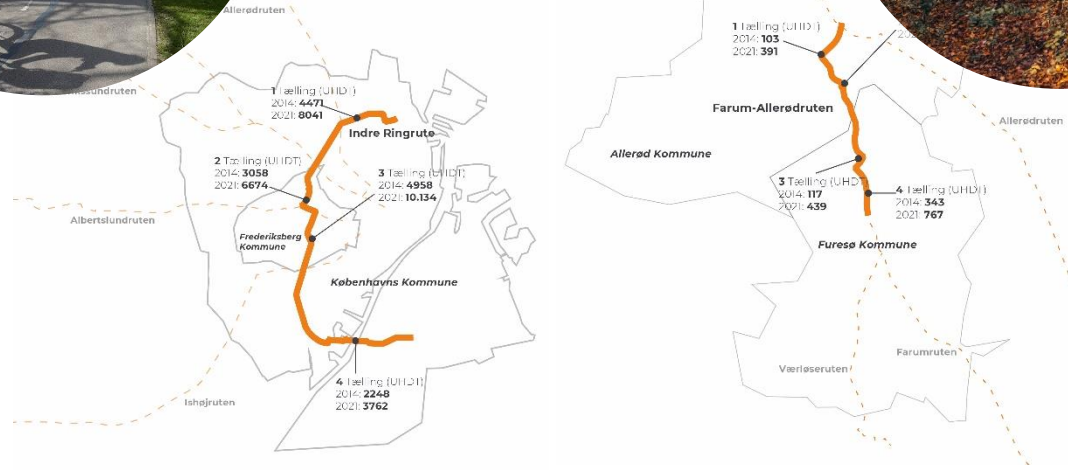 Allerødruten
1 Tælling (UHDT)
2014: 4471
2021: 8041
Indre Ringrute
2 Tælling (UHDT)
2014: 3058
2021: 6674
3 Tælling (UHDT)
2014: 4958
2021: 10.134
Albertslundruten
Frederiksberg
Kommune
Københavns Kommune
4 Tælling (UHDT)
2014: 2248
2021: 3762
Ishøjruten
1 Tælling (UHDT)
2014: 103
2021: 391
Farum-Allerødruten
Allerødruten
Allerød Kommune
3 Tælling (UHDT)
2014: 117
2021: 439
4 Tælling (UHDT)
2014: 343
2021: 767
Furesø Kommune
Farumruten
Værløseruten